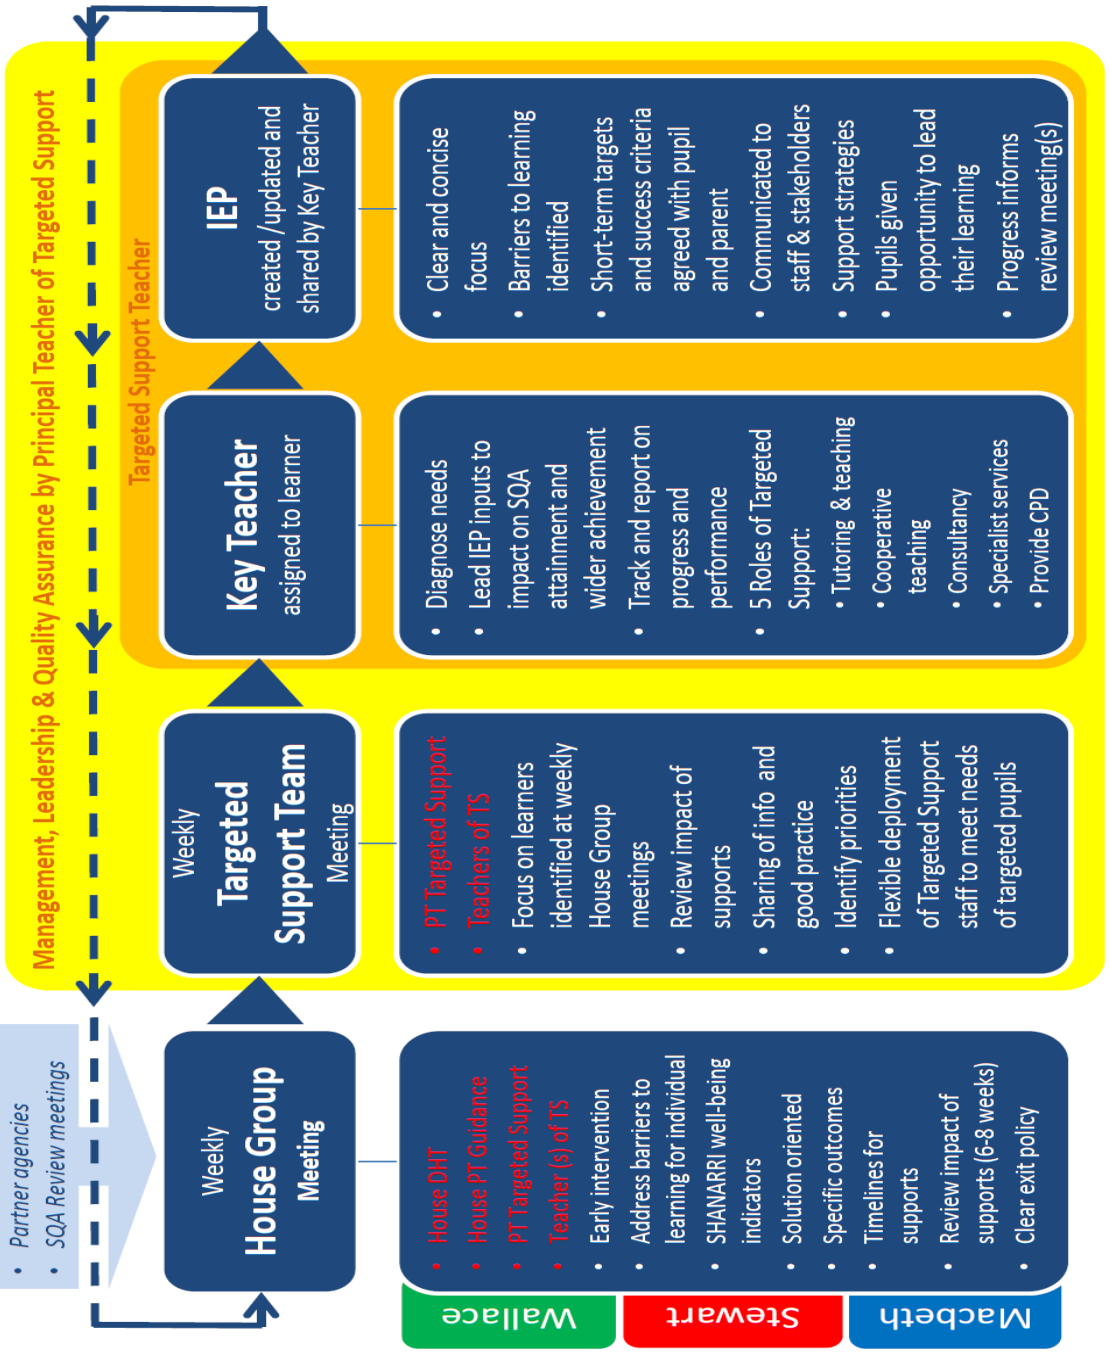 Management, Leadership & Quality Assurance by Principal Teacher of Targeted Support
Targeted Support Teacher
• Partner agencies
• SQA Review meetings
Weekly
House Group
Meeting
• House DHT
• House PT Guidance
• PT Targeted Support
• Teacher (s) of TS
• Early intervention
• Address barriers to
learning for individual
• SHANARRI well-being
indicators
• Solution oriented
• Specific outcomes
• Timelines for
supports
• Review impact of
supports (6-8 weeks)
• Clear exit policy
Wallace
Stewart
Macbeth
Weekly
Targeted
Support Team
Meeting
• PT Targeted Support
• Teachers of TS
• Focus on learners
identified at weekly
House Group
meetings
• Review impact of
supports
• Sharing of info and
good practice
• Identify priorities
• Flexible deployment
of Targeted Support
staff to meet needs
of targeted pupils
Key Teacher
assigned to learner
• Diagnose needs
• Lead IEP inputs to
impact on SQA
attainment and
wider achievement
• Track and report on
progress and
performance
• 5 Roles of Targeted
Support:
• Tutoring & teaching
• Cooperative
teaching
• Consultancy
• Specialist services
• Provide CPD
IEP
created /updated and
shared by Key Teacher
• Clear and concise
focus
• Barriers to learning
identified
• Short-term targets
and success criteria
agreed with pupil
and parent
• Communicated to
staff & stakeholders
• Support strategies
• Pupils given
opportunity to lead
their learning
• Progress informs
review meeting(s)